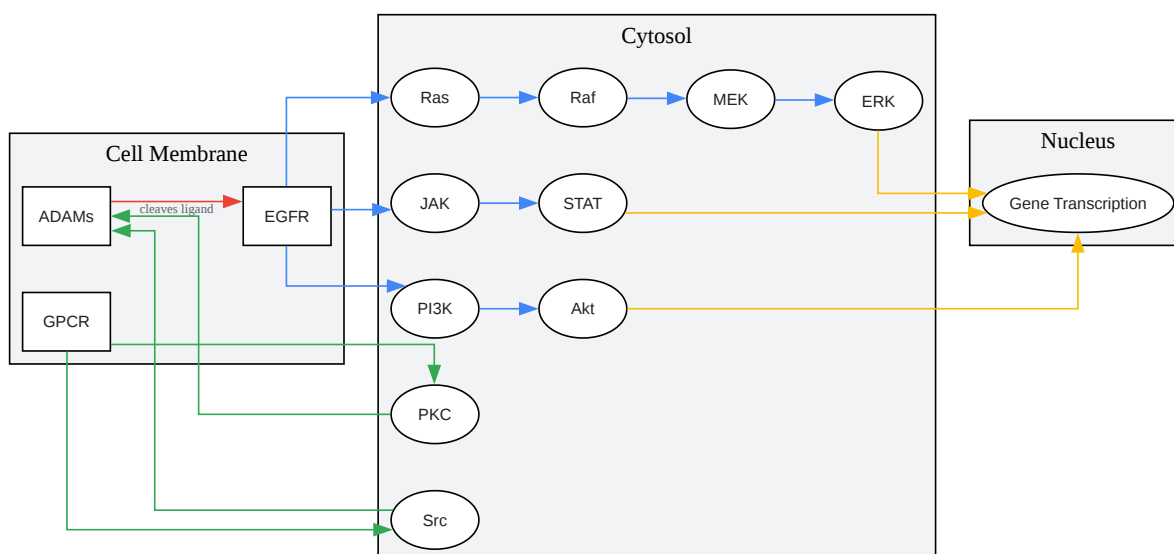 Cytosol
Ras
Raf
MEK
ERK
Cell Membrane
Nucleus
ADAMs
cleaves ligand
EGFR
JAK
STAT
Gene Transcription
GPCR
PI3K
Akt
PKC
Src